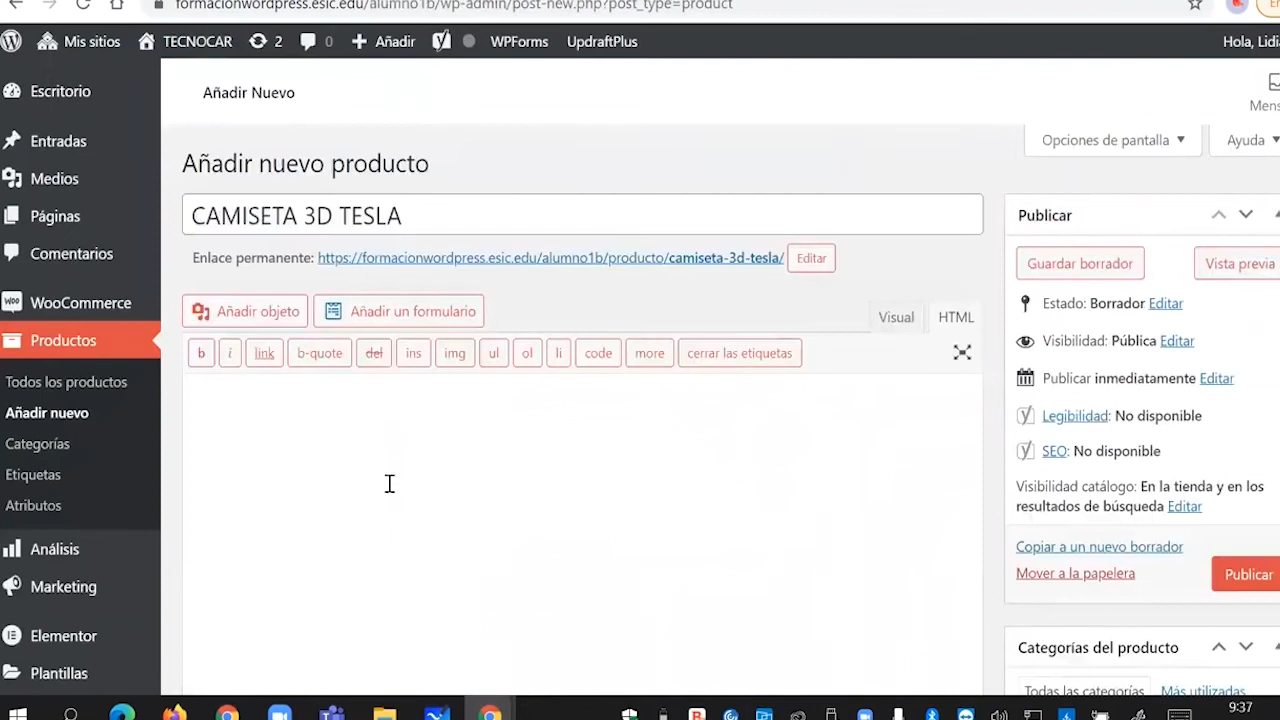 formacionwordpress.esic.edu/alumno1b/wp-admin/post-new.php?post_type=product
Mis sitios TECNOCAR 2 0 Añadir WPForms UpdraftPlus Hola, Lidi
Escritorio
Entradas
Medios
Páginas
Comentarios
WooCommerce
Productos
Todos los productos
Añadir nuevo
Categorías
Etiquetas
Atributos
Análisis
Marketing
Elementor
Plantillas
Añadir Nuevo
Mens
Opciones de pantalla Ayuda
Añadir nuevo producto
CAMISETA 3D TESLA
Enlace permanente: https://formacionwordpress.esic.edu/alumno1b/producto/camiseta-3d-tesla/ Editar
Añadir objeto Añadir un formulario Visual HTML
b i link b-quote del ins img ul ol li code more cerrar las etiquetas
Publicar
Guardar borrador Vista previa
Estado: Borrador Editar
Visibilidad: Pública Editar
Publicar inmediatamente Editar
Legibilidad: No disponible
SEO: No disponible
Visibilidad catálogo: En la tienda y en los
resultados de búsqueda Editar
Copiar a un nuevo borrador
Mover a la papelera Publicar
Categorías del producto
Todas las categorías Más utilizadas
9:37